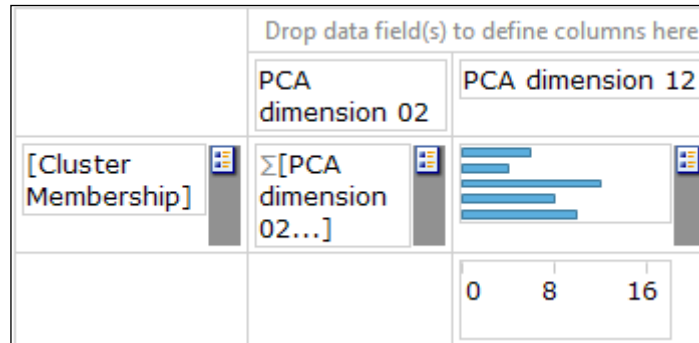 Drop data field(s) to define columns here
PCA
dimension 02
PCA dimension 12
[Cluster
Membership]
Σ[PCA
dimension
02...]
0 8 16